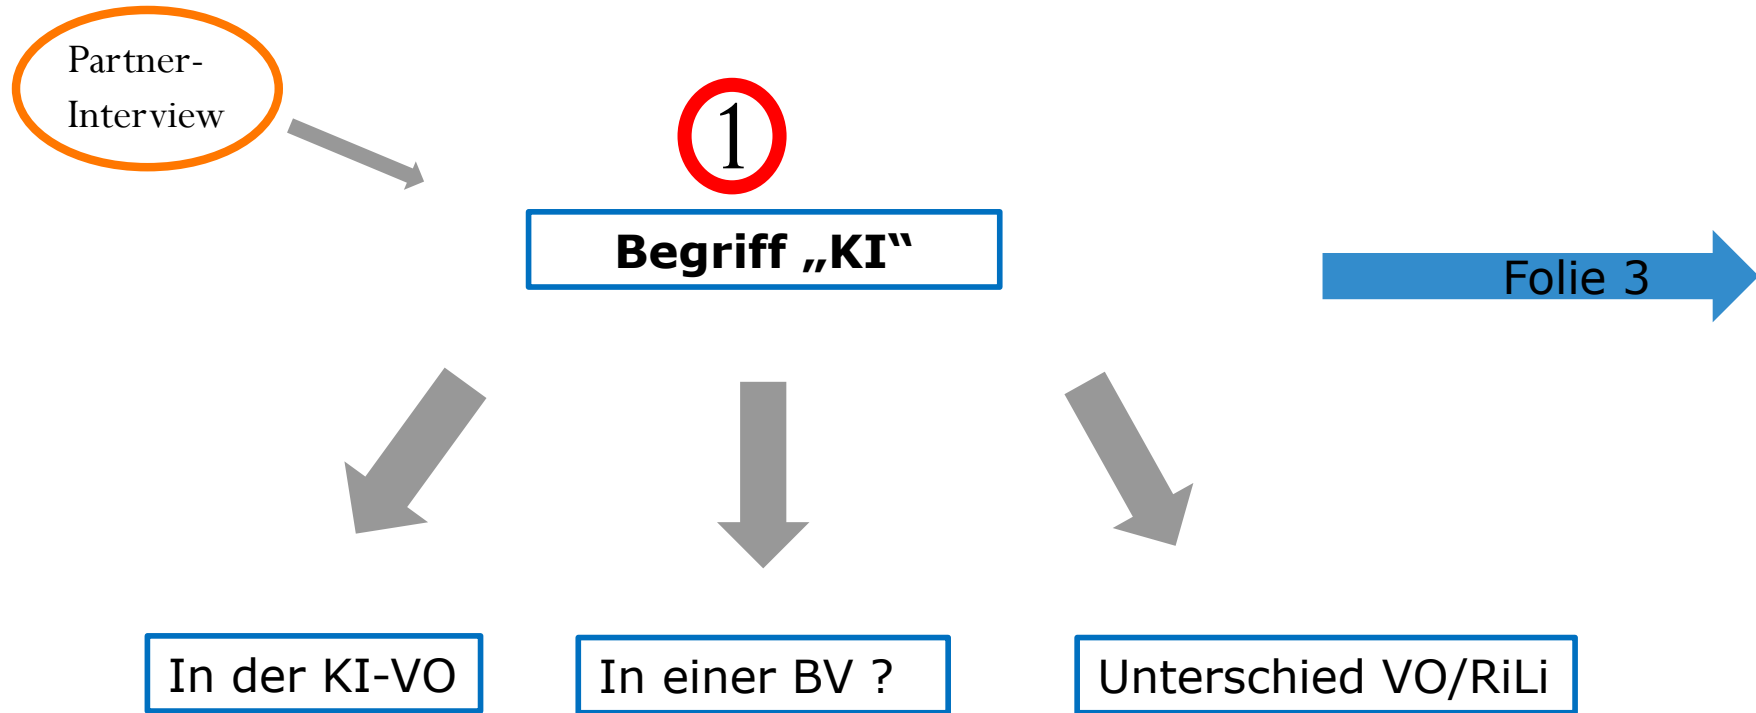 Partner-
Interview
1
Begriff „KI“
Folie 3
In der KI-VO
In einer BV ?
Unterschied VO/RiLi